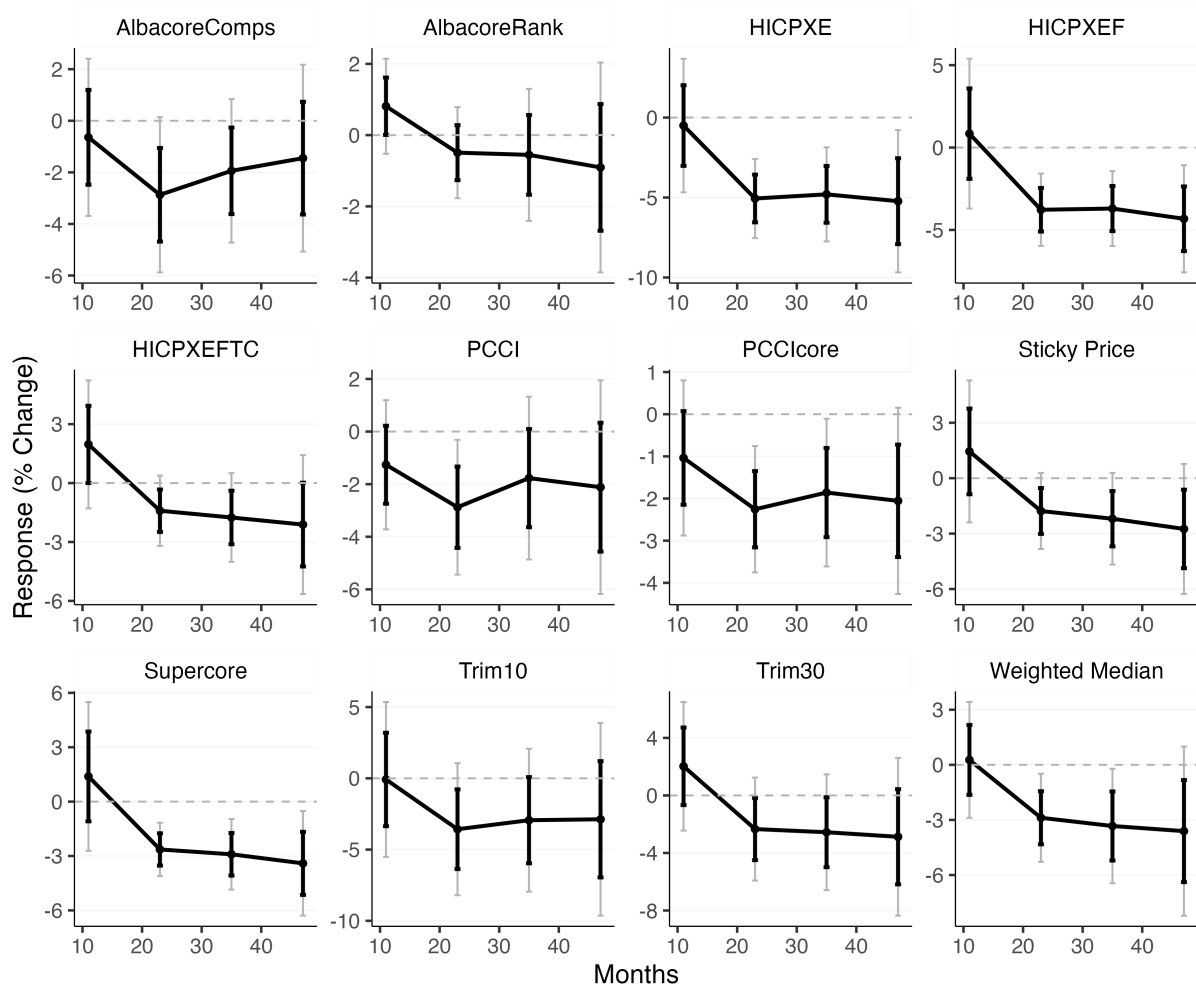 AlbacoreComps AlbacoreRank HICPXE HICPXEF
2 0 -2 -4 -6
10 20 30 40
2 0 -2 -4
10 20 30 40
0 -5 -10
10 20 30 40
5 0 -5
10 20 30 40
Response (% Change)
HICPXEFTC PCCI PCCIcore Sticky Price
3 0 -3 -6
10 20 30 40
2 0 -2 -4 -6
10 20 30 40
1 0 -1 -2 -3 -4
10 20 30 40
3 0 -3 -6
10 20 30 40
Supercore Trim10 Trim30 Weighted Median
6 3 0 -3 -6
10 20 30 40
5 0 -5 -10
10 20 30 40
4 0 -4 -8
10 20 30 40
3 0 -3 -6
10 20 30 40
Months